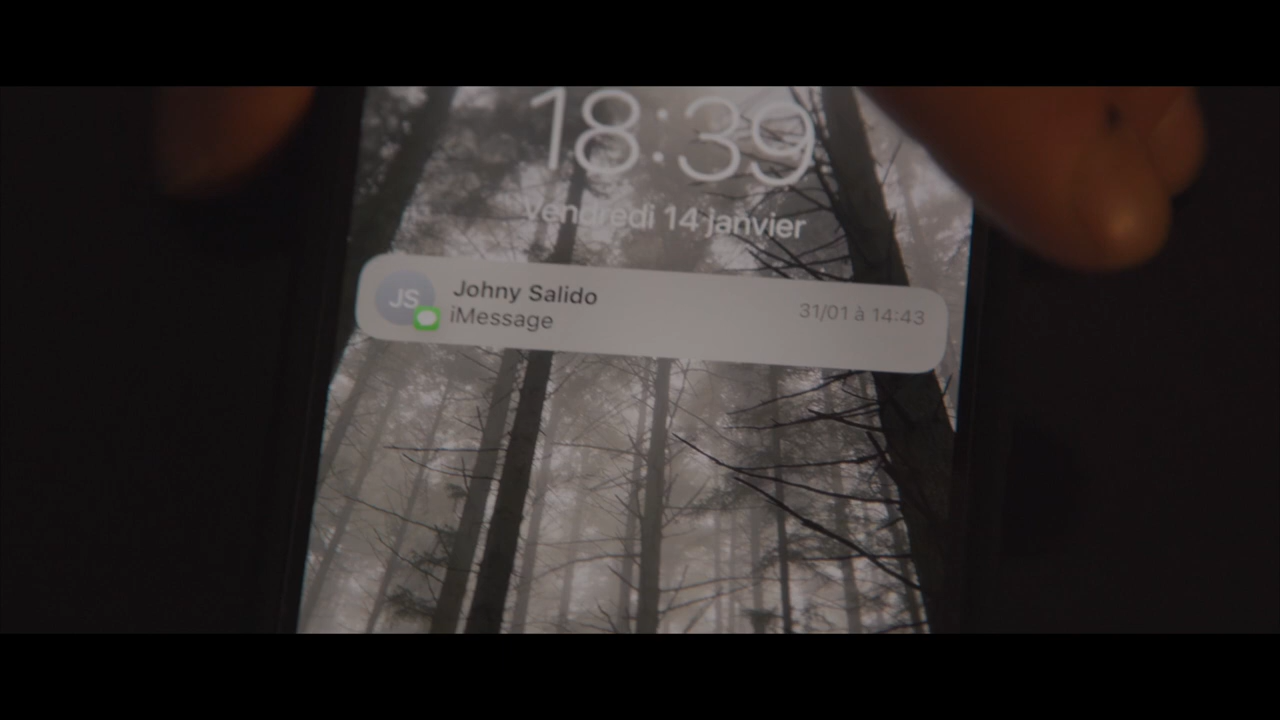 18:39
vendredi 14 janvier
JS
Johny Salido
31/01 à 14:43
iMessage